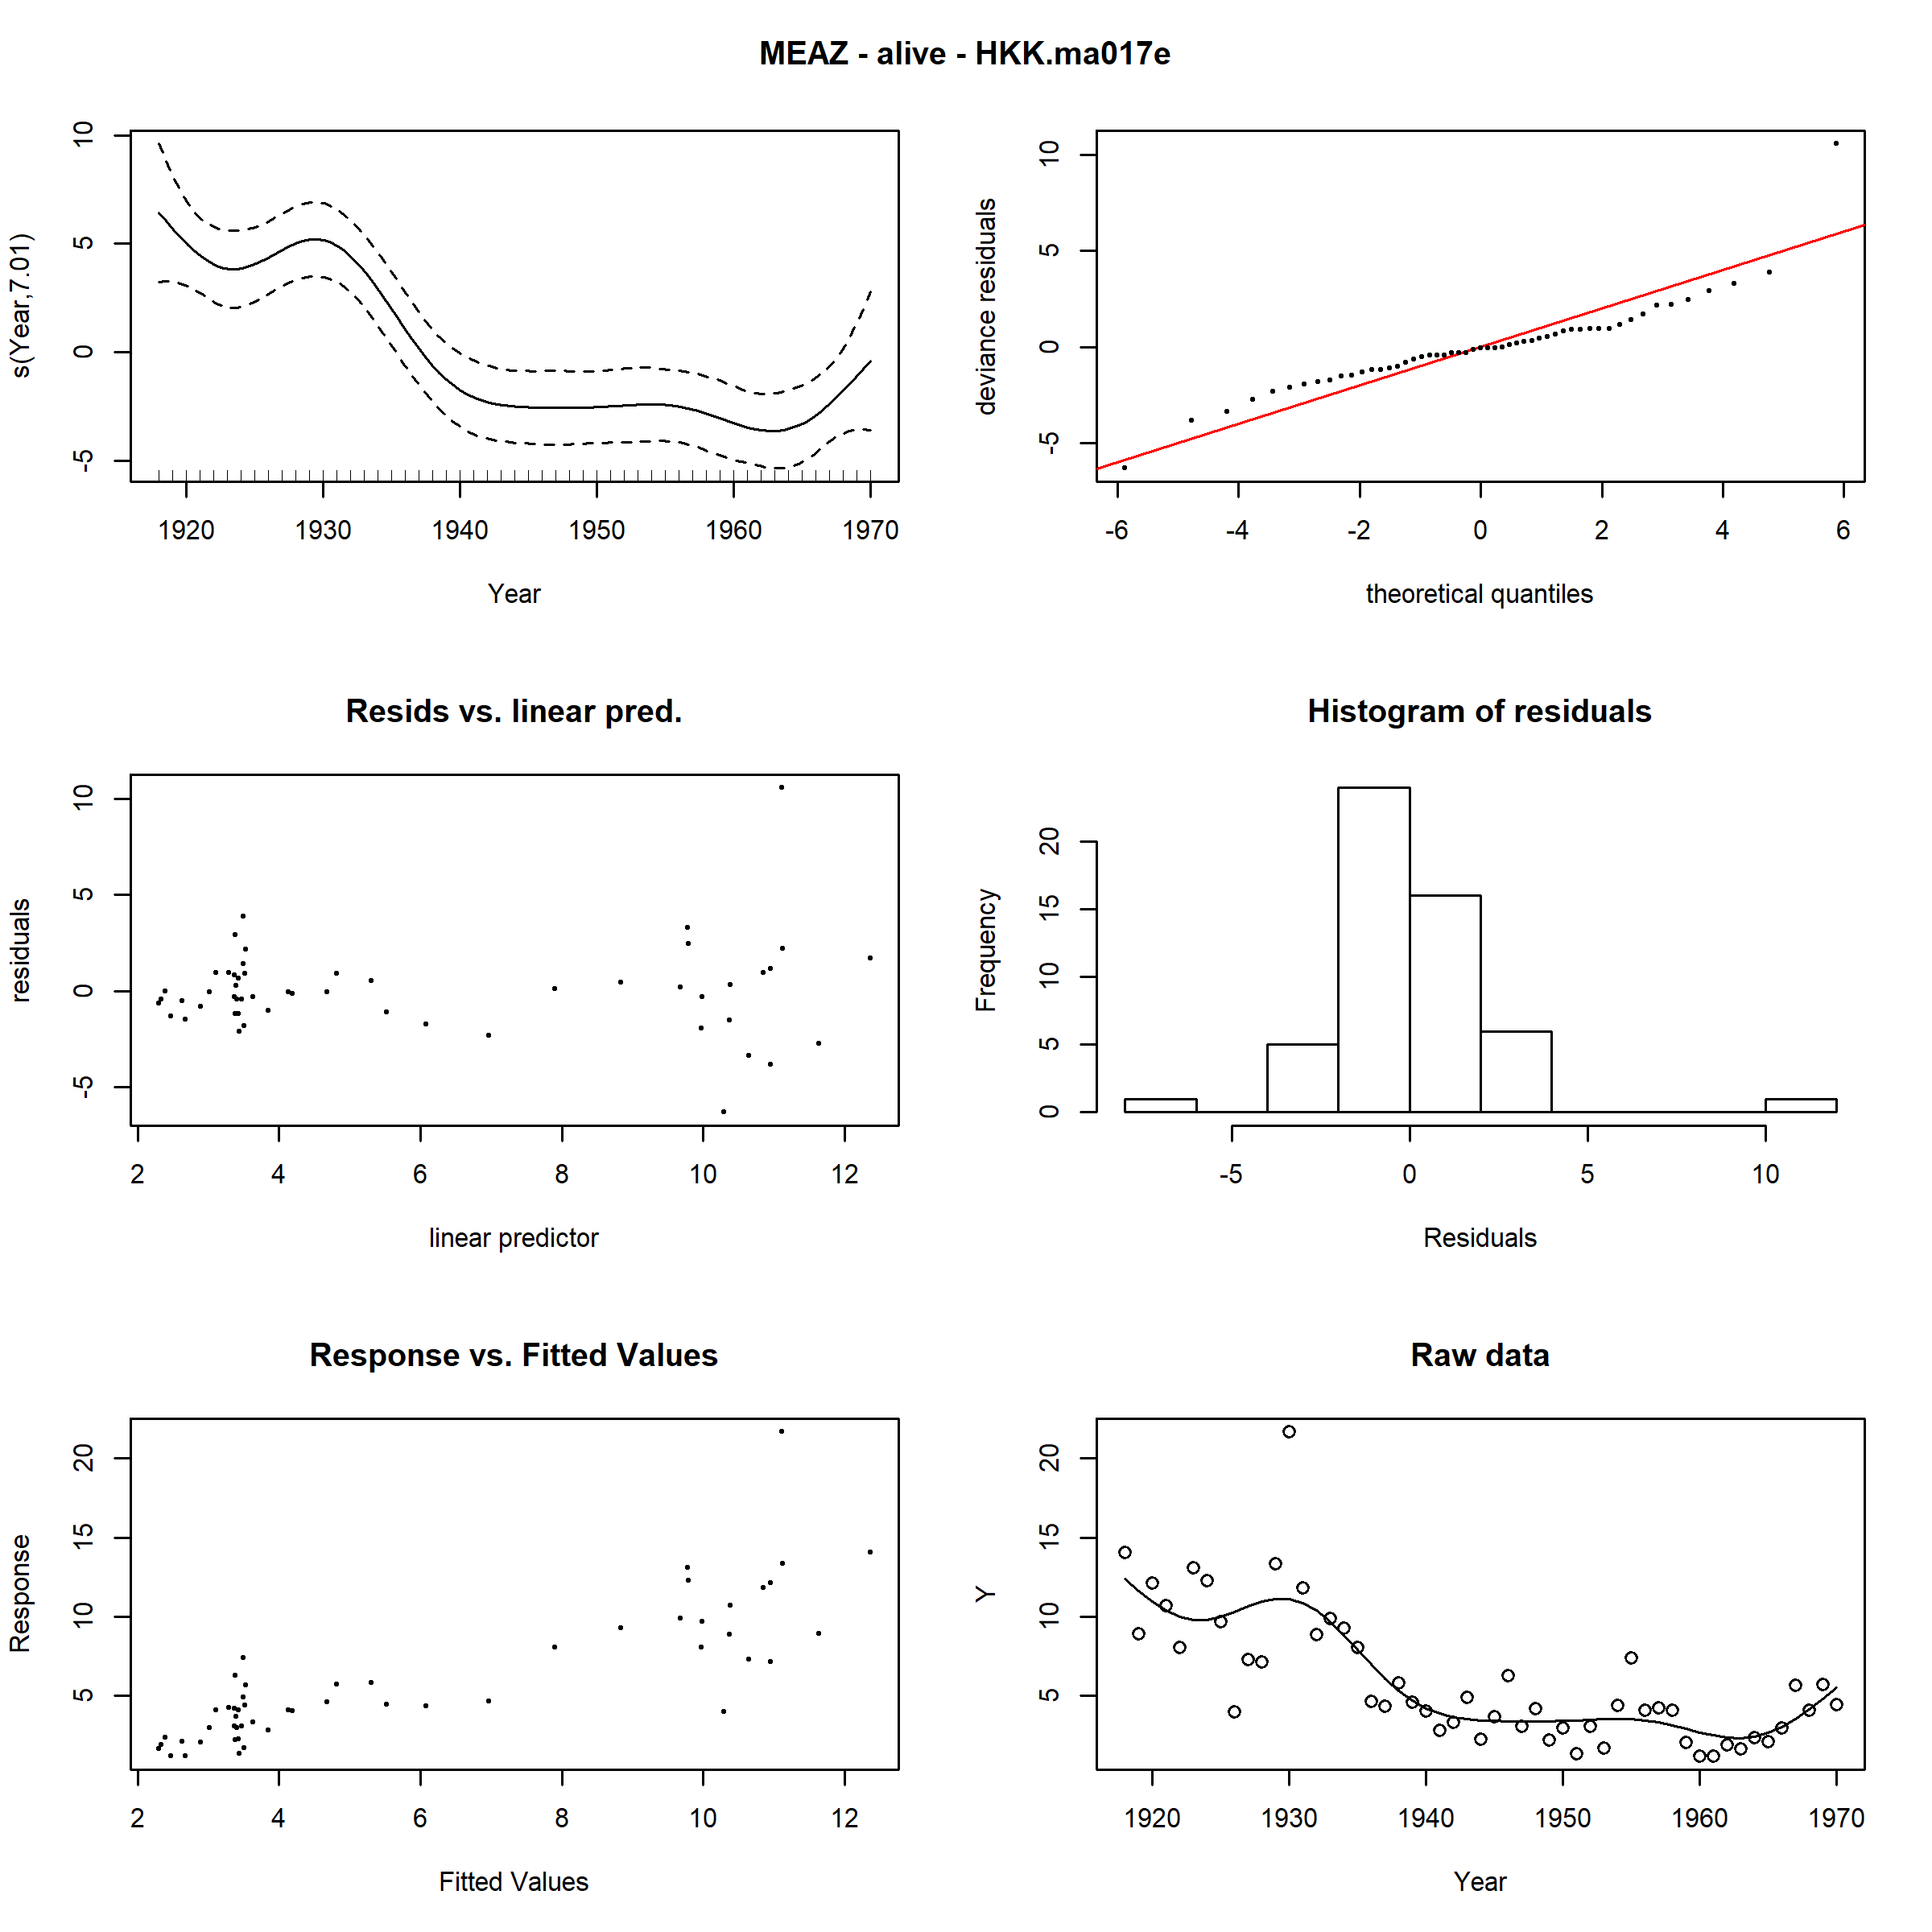 MEAZ - alive - HKK.ma017e
s(Year,7.01)
10
5
0
-5
1920 1930 1940 1950 1960 1970
Year
deviance residuals
10
5
0
-5
-6 -4 -2 0 2 4 6
theoretical quantiles
Resids vs. linear pred.
residuals
10
5
0
-5
2 4 6 8 10 12
linear predictor
Histogram of residuals
Frequency
20
15
10
5
0
-5 0 5 10
Residuals
Response vs. Fitted Values
Response
20
15
10
5
2 4 6 8 10 12
Fitted Values
Raw data
Y
20
15
10
5
1920 1930 1940 1950 1960 1970
Year